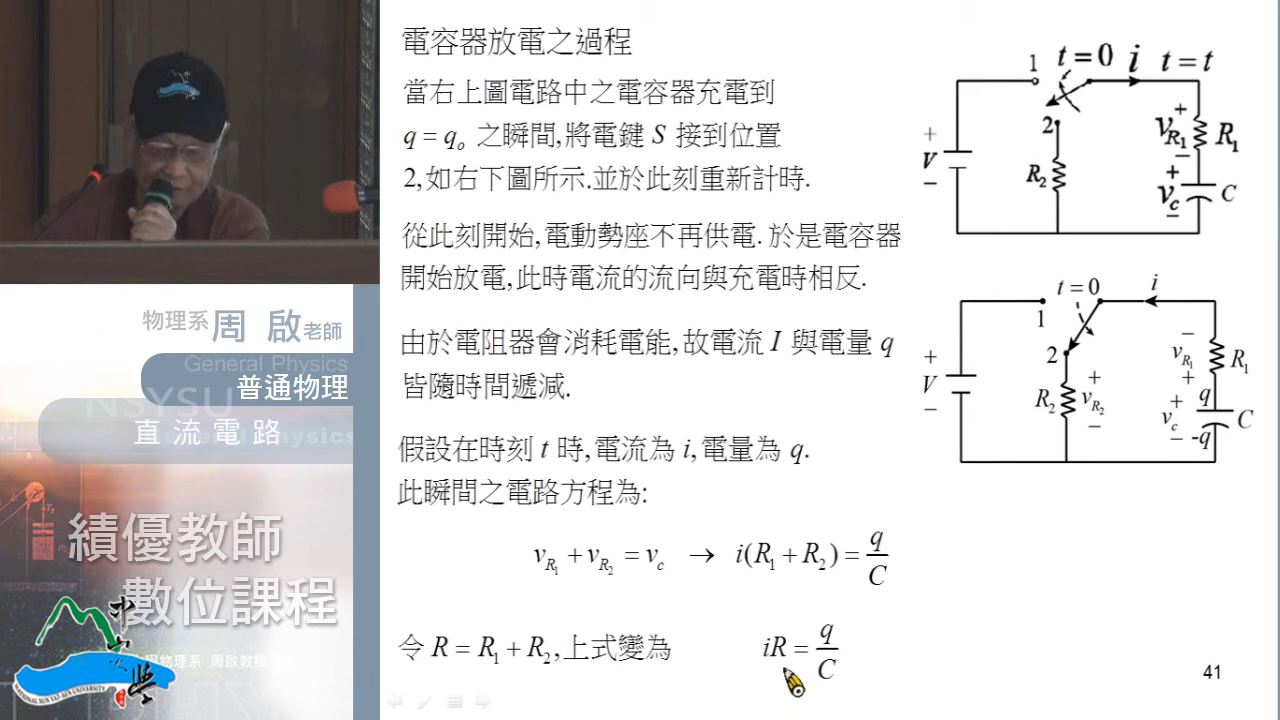 電容器放電之過程
當右上圖電路中之電容器充電到
q = qₒ 之瞬間,將電鍵 S 接到位置
2,如右下圖所示.並於此刻重新計時.
從此刻開始,電動勢座不再供電. 於是電容器
開始放電,此時電流的流向與充電時相反.
由於電阻器會消耗電能,故電流 I 與電量 q
皆隨時間遞減.
假設在時刻 t 時,電流為 i,電量為 q.
此瞬間之電路方程為:
v_R₁ + v_R₂ = v_c → i(R₁ + R₂) = q/C
令 R = R₁ + R₂,上式變為 iR = q/C
1 t=0 i t=t
+ V −
2
R₂
+ v_R₁ − R₁
+ v_c − C
t=0 i
1
2
+ V −
R₂ + v_R₂ −
− v_R₁ + R₁
+ v_c − q -q C
41
物理系 周 啟 老師
General Physics
普通物理
NSYSU
直 流 電 路
績優教師
數位課程
物理系 周啟教授